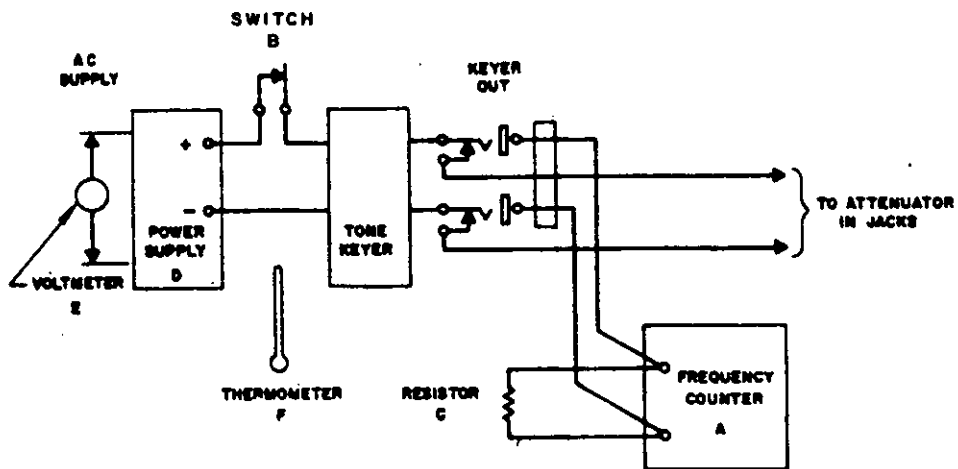 SWITCH
B
AC
SUPPLY
KEYER
OUT
+
-
POWER
SUPPLY
D
TONE
KEYER
TO ATTENUATOR
IN JACKS
VOLTMETER
E
THERMOMETER
F
RESISTOR
C
FREQUENCY
COUNTER
A